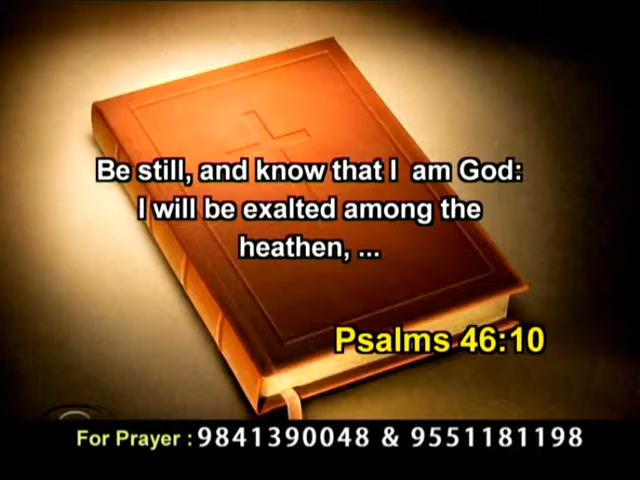 Be still, and know that I am God:
I will be exalted among the
heathen, ...
Psalms 46:10
For Prayer : 9841390048 & 9551181198